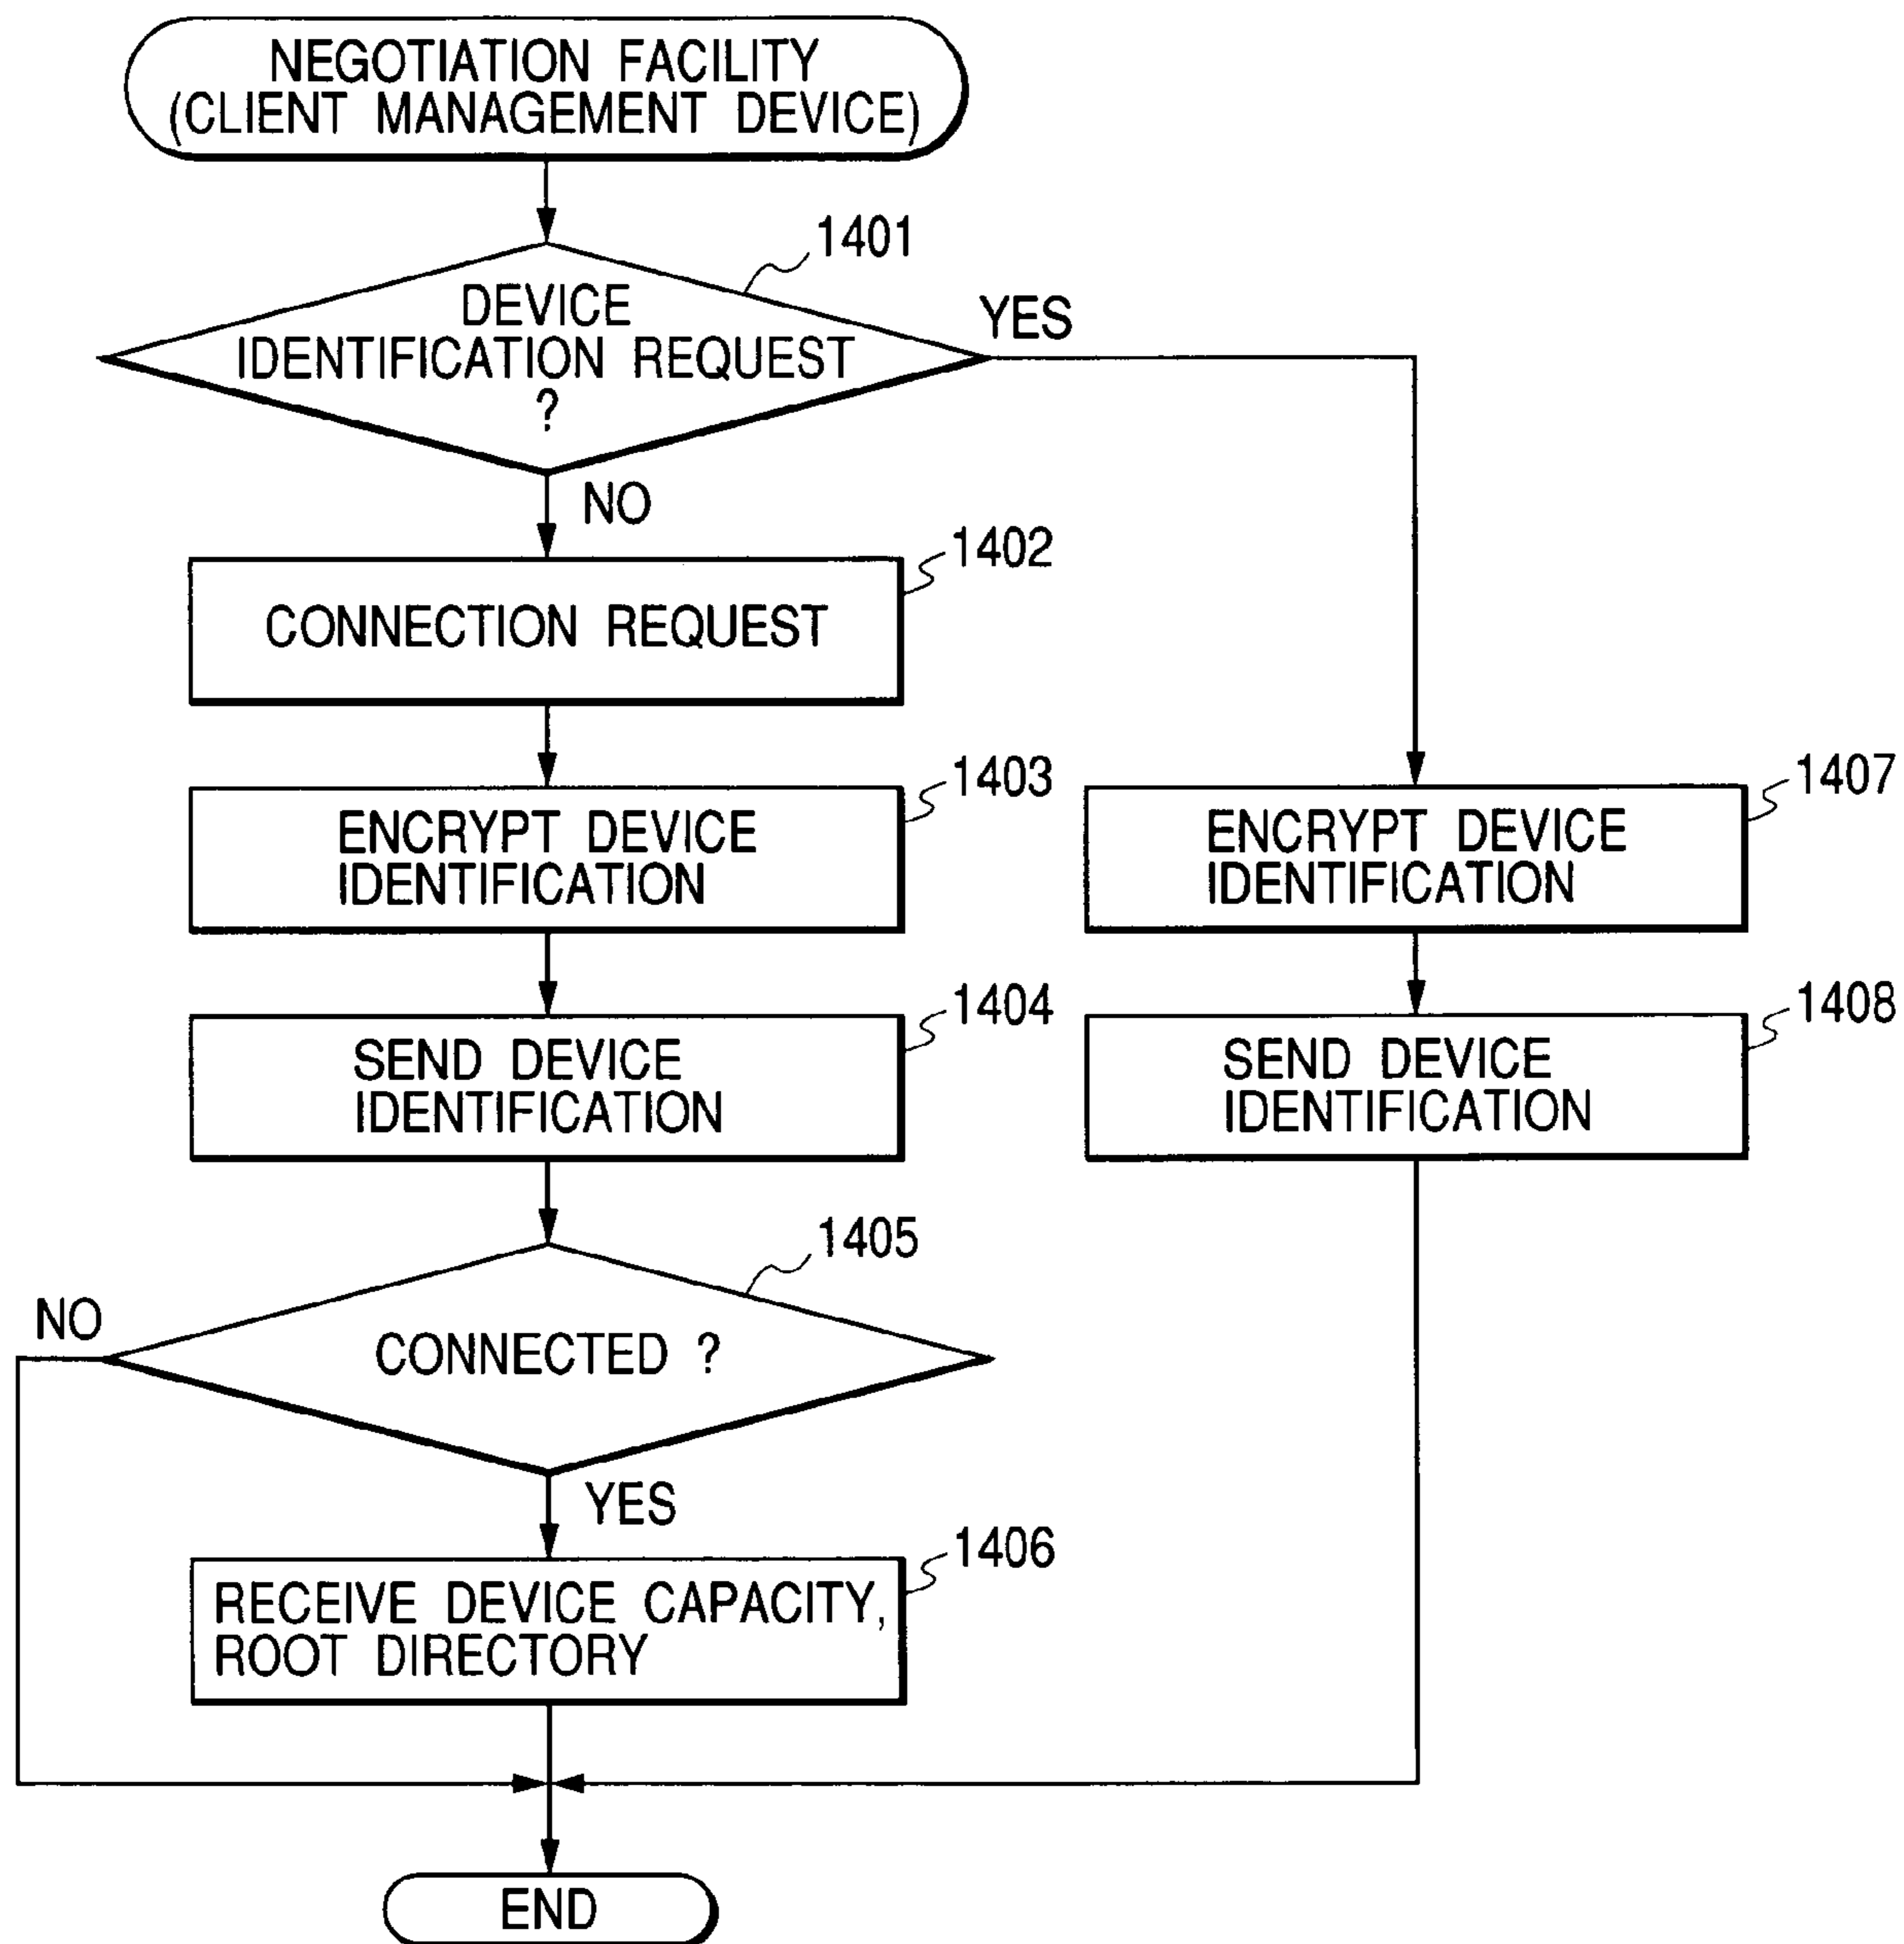 NEGOTIATION FACILITY
(CLIENT MANAGEMENT DEVICE)
1401
DEVICE
IDENTIFICATION REQUEST
?
YES
NO
1402
CONNECTION REQUEST
1403
ENCRYPT DEVICE
IDENTIFICATION
1407
ENCRYPT DEVICE
IDENTIFICATION
1404
SEND DEVICE
IDENTIFICATION
1408
SEND DEVICE
IDENTIFICATION
1405
NO
CONNECTED ?
YES
1406
RECEIVE DEVICE CAPACITY,
ROOT DIRECTORY
END